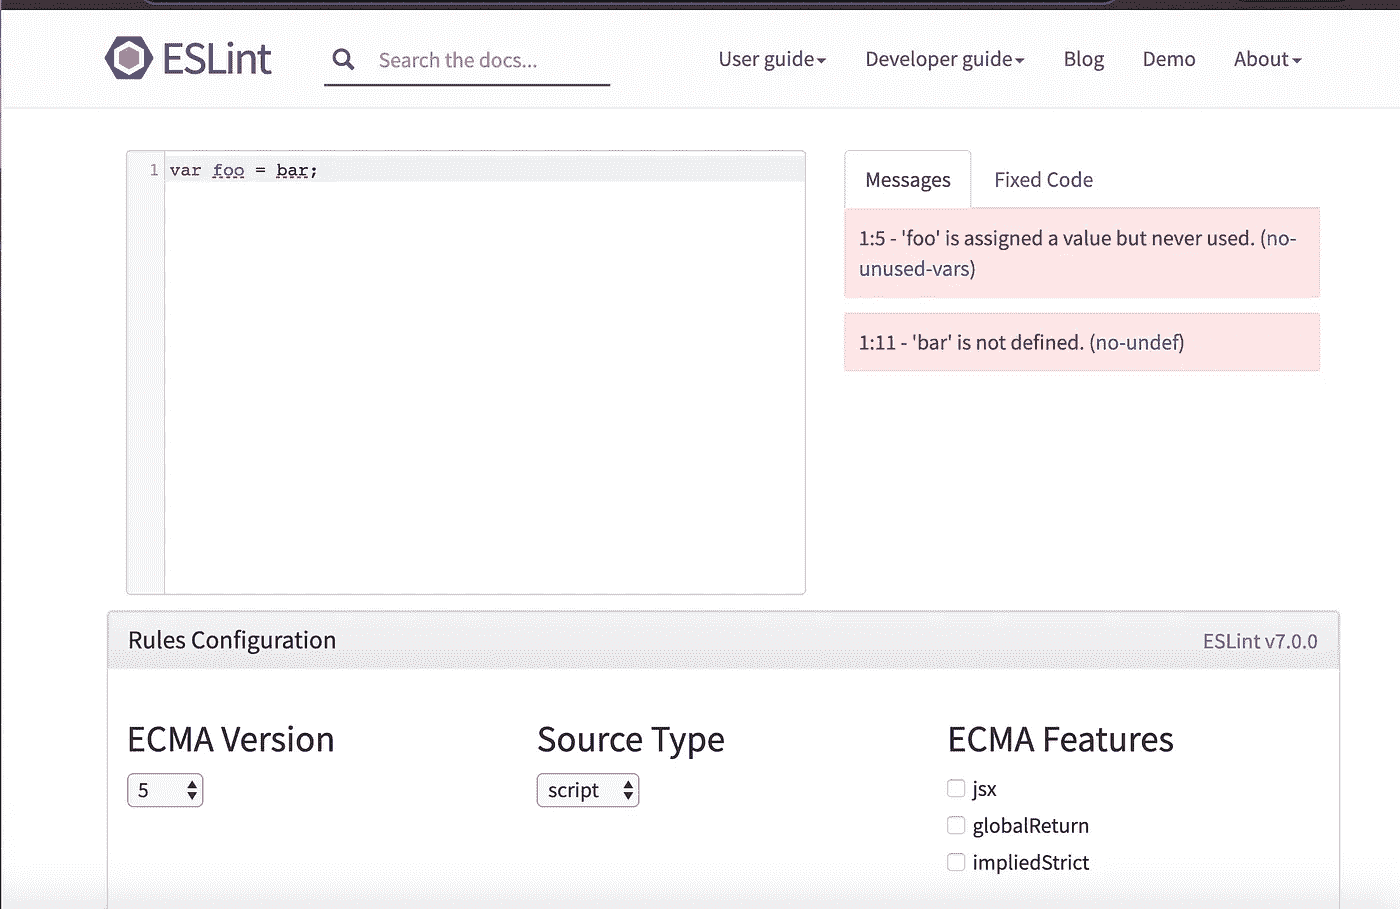 ESLint
Search the docs...
User guide
Developer guide
Blog
Demo
About
1 var foo = bar;
Messages
Fixed Code
1:5 - 'foo' is assigned a value but never used. (no-
unused-vars)
1:11 - 'bar' is not defined. (no-undef)
Rules Configuration
ESLint v7.0.0
ECMA Version
5
Source Type
script
ECMA Features
jsx
globalReturn
impliedStrict